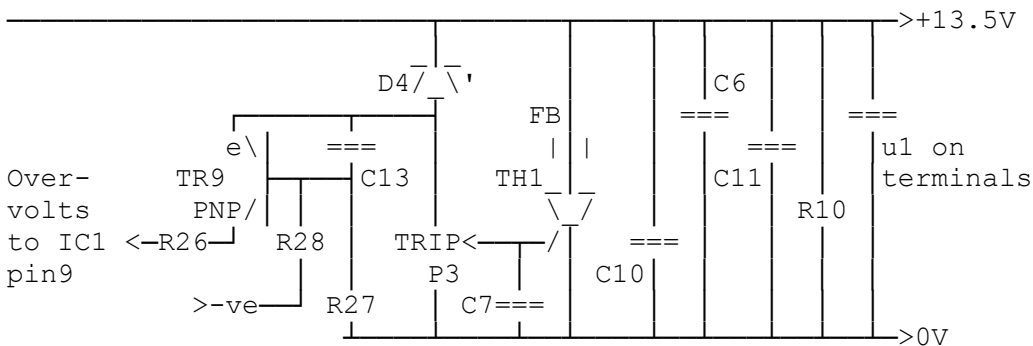 >+13.5V
D4 C6
FB
e\ === === ===
=== u1 on
Over- TR9 C13 TH1 C11 terminals
volts PNP/ R10
to IC1 <─R26 R28 TRIP< ===
pin9 P3 C10
>-ve R27 C7===
>0V